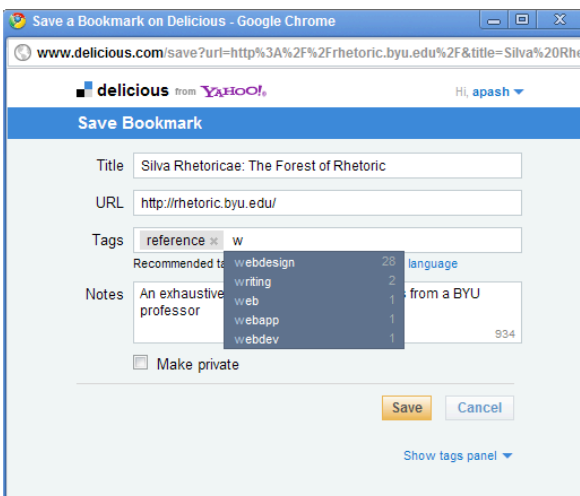 Save a Bookmark on Delicious - Google Chrome
www.delicious.com/save?url=http%3A%2F%2Frhetoric.byu.edu%2F&title=Silva%20Rhe
delicious from YAHOO!
Hi, apash
Save Bookmark
Title Silva Rhetoricae: The Forest of Rhetoric
URL http://rhetoric.byu.edu/
Tags reference × w
Recommended ta
language
webdesign 28
writing 2
web 1
webapp 1
webdev 1
Notes An exhaustive
from a BYU
professor
934
Make private
Save Cancel
Show tags panel